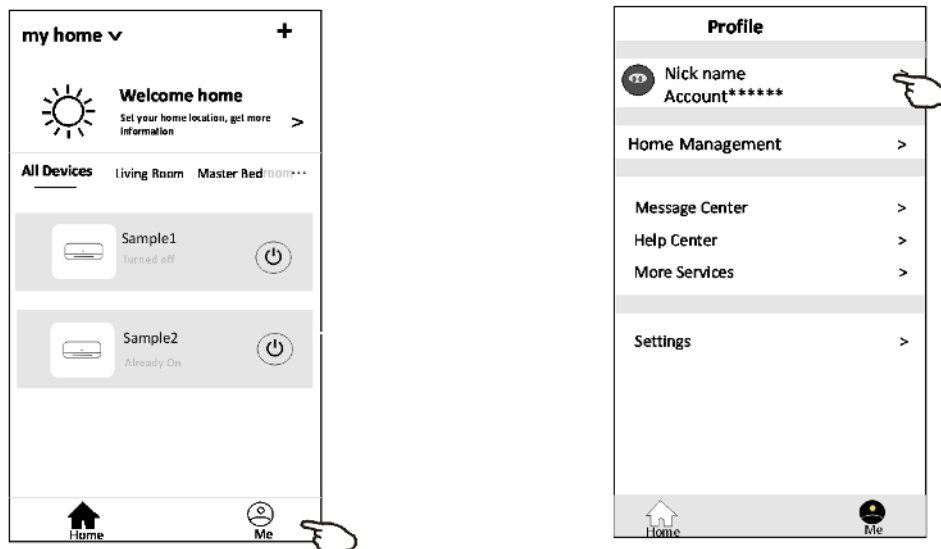 my home
+
Welcome home
Set your home location, get more
information
>
All Devices
Living Room
Master Bedroom...
Sample1
Turned off
Sample2
Already On
Home
Me
Profile
Nick name
Account******
Home Management >
Message Center >
Help Center >
More Services >
Settings >
Home
Me